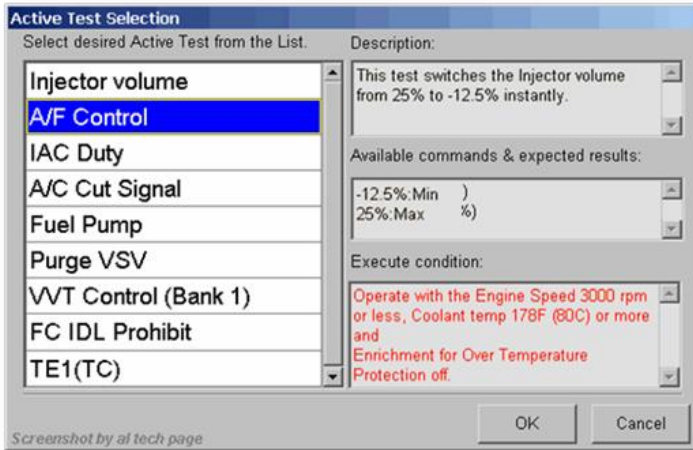 Active Test Selection
Select desired Active Test from the List.
Injector volume
A/F Control
IAC Duty
A/C Cut Signal
Fuel Pump
Purge VSV
VVT Control (Bank 1)
FC IDL Prohibit
TE1(TC)
Description:
This test switches the Injector volume
from 25% to -12.5% instantly.
Available commands & expected results:
-12.5%:Min )
25%:Max %)
Execute condition:
Operate with the Engine Speed 3000 rpm
or less, Coolant temp 178F (80C) or more
and
Enrichment for Over Temperature
Protection off.
OK
Cancel
Screenshot by al tech page